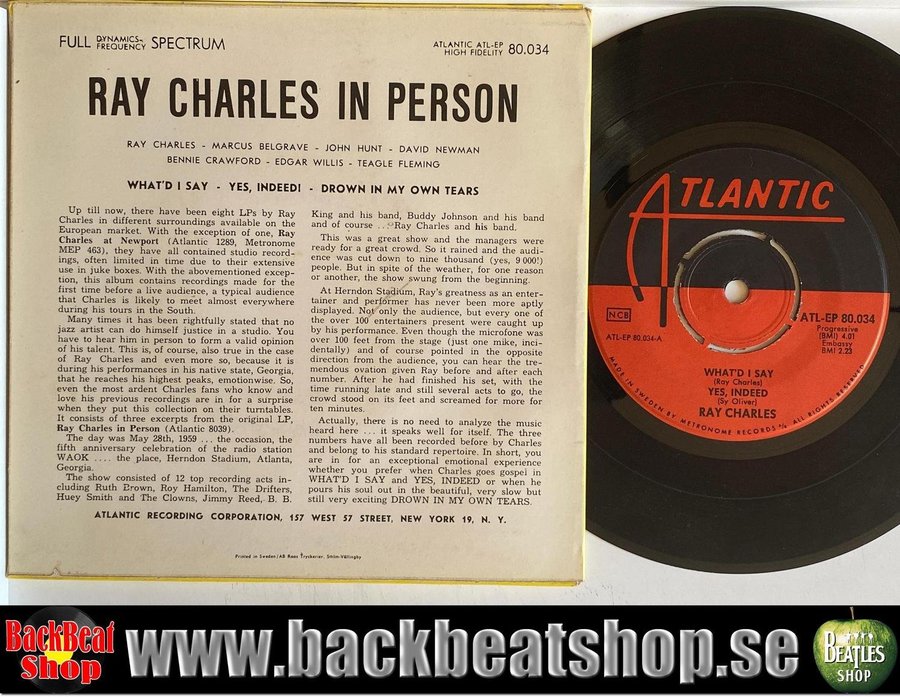 FULL DYNAMICS- FREQUENCY SPECTRUM
ATLANTIC ATL-EP 80.034
HIGH FIDELITY
RAY CHARLES IN PERSON
RAY CHARLES - MARCUS BELGRAVE - JOHN HUNT - DAVID NEWMAN
BENNIE CRAWFORD - EDGAR WILLIS - TEAGLE FLEMING
WHAT'D I SAY - YES, INDEED! - DROWN IN MY OWN TEARS
Up till now, there have been eight LPs by Ray
Charles in different surroundings available on the
European market. With the exception of one, Ray
Charles at Newport (Atlantic 1289, Metronome
MEP 463), they have all contained studio record-
ings, often limited in time due to their extensive
use in juke boxes. With the abovementioned excep-
tion, this album contains recordings made for the
first time before a live audience, a typical audience
that Charles is likely to meet almost everywhere
during his tours in the South.
Many times it has been rightfully stated that no
jazz artist can do himself justice in a studio. You
have to hear him in person to form a valid opinion
of his talent. This is, of course, also true in the case
of Ray Charles and even more so, because it is
during his performances in his native state, Georgia,
that he reaches his highest peaks, emotionwise. So,
even the most ardent Charles fans who know and
love his previous recordings are in for a surprise
when they put this collection on their turntables.
It consists of three excerpts from the original LP,
Ray Charles in Person (Atlantic 8039).
The day was May 28th, 1959 ... the occasion, the
fifth anniversary celebration of the radio station
WAOK .... the place, Herndon Stadium, Atlanta,
Georgia.
The show consisted of 12 top recording acts in-
cluding Ruth Brown, Roy Hamilton, The Drifters,
Huey Smith and The Clowns, Jimmy Reed, B. B.
King and his band, Buddy Johnson and his band
and of course ... Ray Charles and his band.
This was a great show and the managers were
ready for a great crowd. So it rained and the audi-
ence was cut down to nine thousand (yes, 9 000!)
people. But in spite of the weather, for one reason
or another, the show swung from the beginning.
At Herndon Stadium, Ray's greatness as an enter-
tainer and performer has never been more aptly
displayed. Not only the audience, but every one of
the over 100 entertainers present were caught up
by his performance. Even though the microfone was
over 100 feet from the stage (just one mike, inci-
dentally) and of course pointed in the opposite
direction from the audience, you can hear the tre-
mendous ovation given Ray before and after each
number. After he had finished his set, with the
time running late and still several acts to go, the
crowd stood on its feet and screamed for more for
ten minutes.
Actually, there is no need to analyze the music
heard here ... it speaks well for itself. The three
numbers have all been recorded before by Charles
and belong to his standard repertoire. In short, you
are in for an exceptional emotional experience
whether you prefer when Charles goes gospel in
WHAT'D I SAY and YES, INDEED or when he
pours his soul out in the beautiful, very slow but
still very exciting DROWN IN MY OWN TEARS.
ATLANTIC RECORDING CORPORATION, 157 WEST 57 STREET, NEW YORK 19, N. Y.
Printed in Sweden/AB Roos Tryckerier, Sthlm-Vällingby
ATLANTIC
NCB
ATL-EP 80.034-A
ATL-EP 80.034
Progressive
(BMI) 4.01
Embassy
BMI 2.23
WHAT'D I SAY
(Ray Charles)
YES, INDEED
(Sy Oliver)
RAY CHARLES
MADE IN SWEDEN BY METRONOME RECORDS A/B ALL RIGHTS RESERVED
BackBeat
Shop
www.backbeatshop.se
BEATLES
SHOP